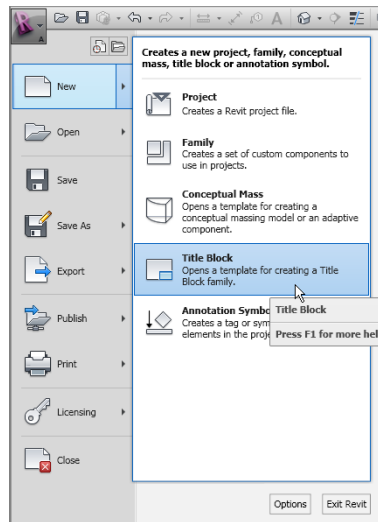 Creates a new project, family, conceptual
mass, title block or annotation symbol.
New
Project
Creates a Revit project file.
Open
Family
Creates a set of custom components to
use in projects.
Save
Conceptual Mass
Opens a template for creating a
conceptual massing model or an adaptive
component.
Save As
Title Block
Opens a template for creating a Title
Block family.
Export
Annotation Symbo
Creates a tag or sym
elements in the proje
Title Block
Press F1 for more hel
Publish
Print
Licensing
Close
Options
Exit Revit